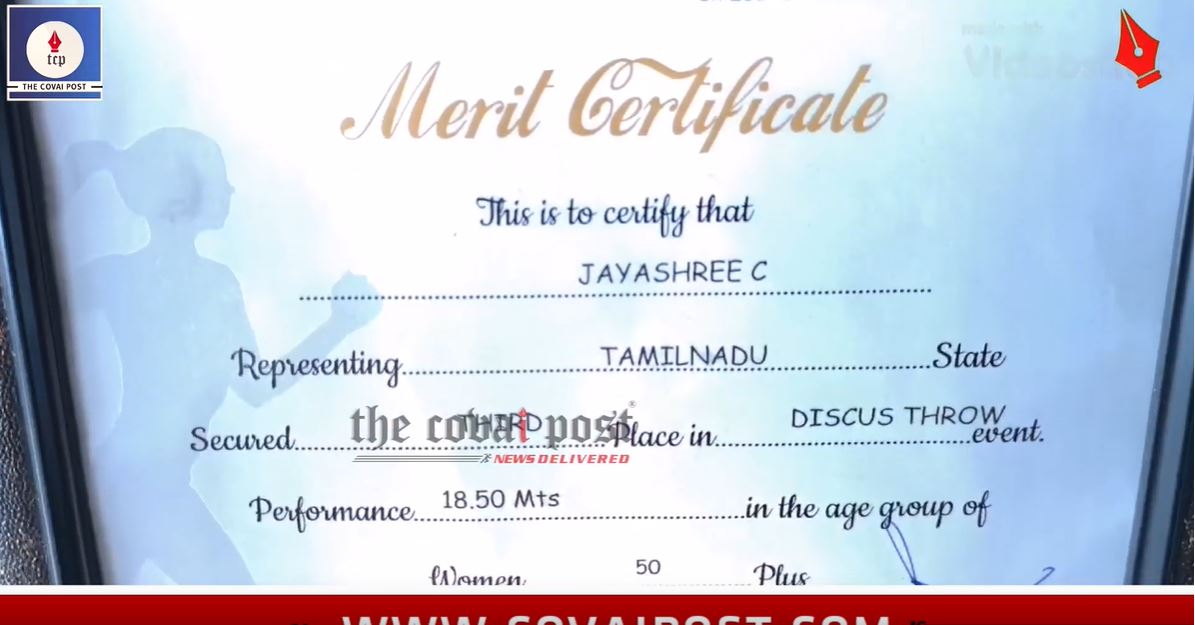 tcp
THE COVAI POST
made with
Merit Certificate
This is to certify that
JAYASHREE C
Representing TAMILNADU State
Secured THIRD Place in DISCUS THROW event.
the covai post®
NEWS DELIVERED
Performance 18.50 Mts in the age group of
Women 50 Plus
WWW.COVAIPOST.COM